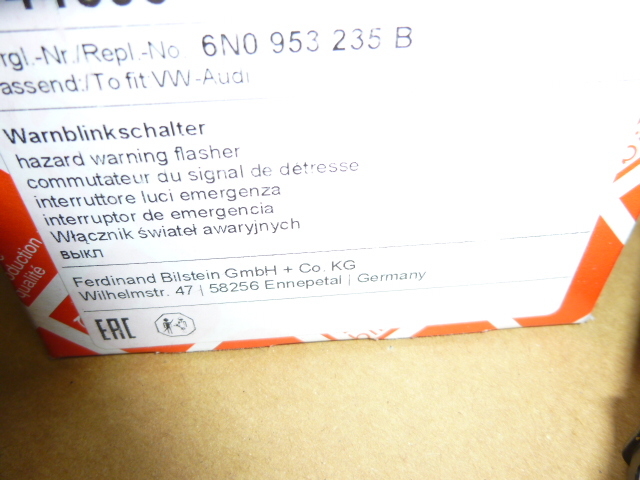 rgl.-Nr./Repl.-No. 6N0 953 235 B
assend:/To fit VW-Audi
Warnblinkschalter
hazard warning flasher
commutateur du signal de détresse
interruttore luci emergenza
interruptor de emergencia
Włącznik świateł awaryjnych
выкл
Ferdinand Bilstein GmbH + Co. KG
Wilhelmstr. 47 | 58256 Ennepetal | Germany
EAC
oduction
qualité